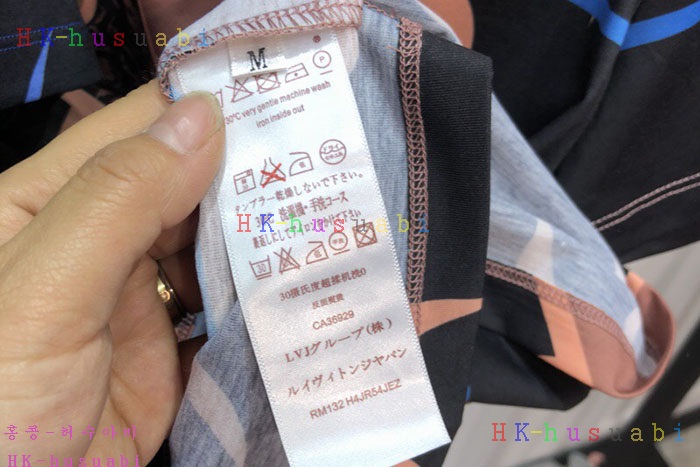 HK-husuabi
M
30℃ very gentle machine wash
iron inside out
タンブラー乾燥しないで下さい。
HK-husuabi
30
30摄氏度超揉机洗0
反面熨烫
CA36929
LVJグループ(株)
ルイヴィトンジャパン
RM132 H4JR54JEZ
홍콩-허수아비
HK-husuabi
HK-husuabi